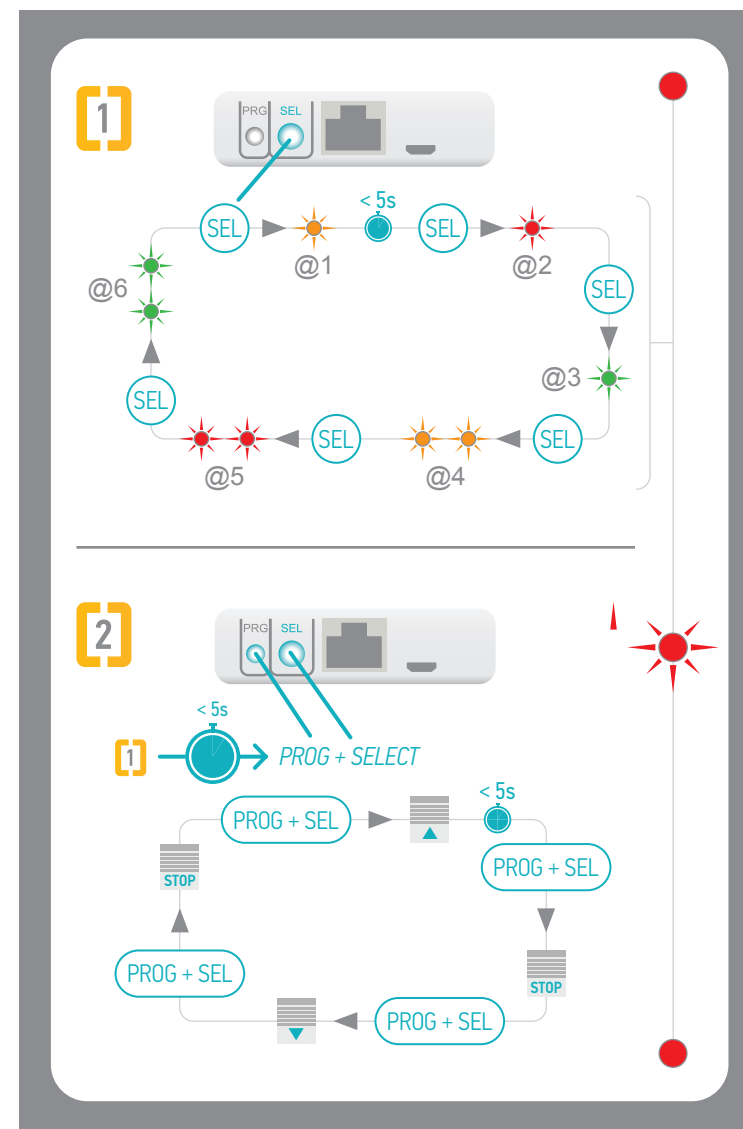 1
PRG SEL
< 5s
SEL
SEL
@1
@2
SEL
@6
@3
SEL
SEL
SEL
@5
@4
2
PRG SEL
< 5s
1
PROG + SELECT
< 5s
PROG + SEL
PROG + SEL
STOP
PROG + SEL
STOP
PROG + SEL